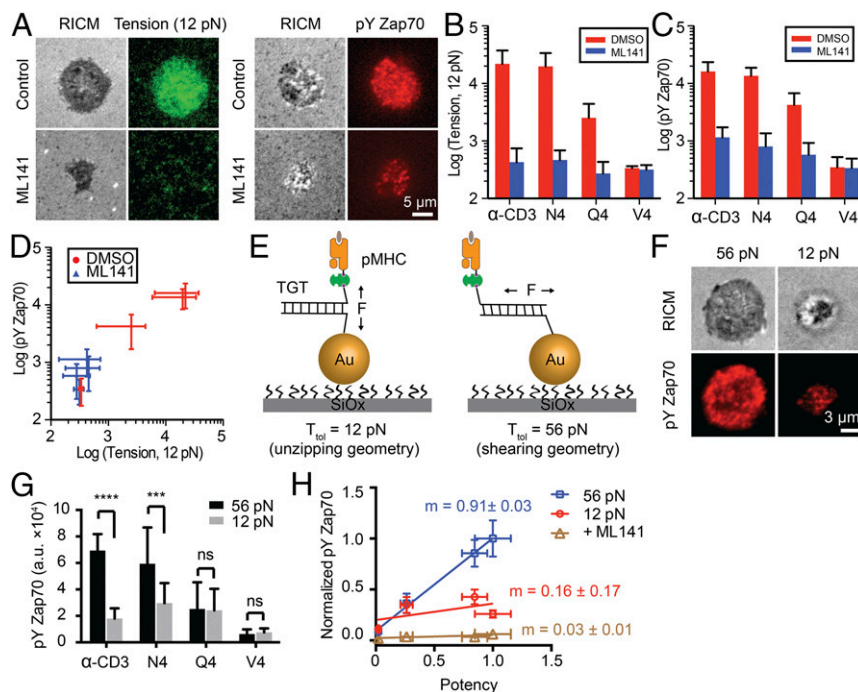 A
RICM Tension (12 pN)
RICM pY Zap70
Control
ML141
Control
ML141
5 µm
B
Log (Tension, 12 pN)
5
4
3
2
DMSO
ML141
α-CD3 N4 Q4 V4
C
Log (pY Zap70)
5
4
3
2
DMSO
ML141
α-CD3 N4 Q4 V4
D
Log (pY Zap70)
5
4
3
2
DMSO
ML141
2 3 4 5
Log (Tension, 12 pN)
E
pMHC
TGT
F
Au
SiOx
T tol = 12 pN
(unzipping geometry)
F
Au
SiOx
T tol = 56 pN
(shearing geometry)
F
56 pN 12 pN
RICM
pY Zap70
3 µm
G
pY Zap70 (a.u. ×10⁴)
10
8
6
4
2
0
56 pN
12 pN
****
***
ns
ns
α-CD3 N4 Q4 V4
H
Normalized pY Zap70
1.5
1.0
0.5
0.0
56 pN
12 pN
+ ML141
m = 0.91± 0.03
m = 0.16 ± 0.17
m = 0.03 ± 0.01
0.0 1.0
Potency